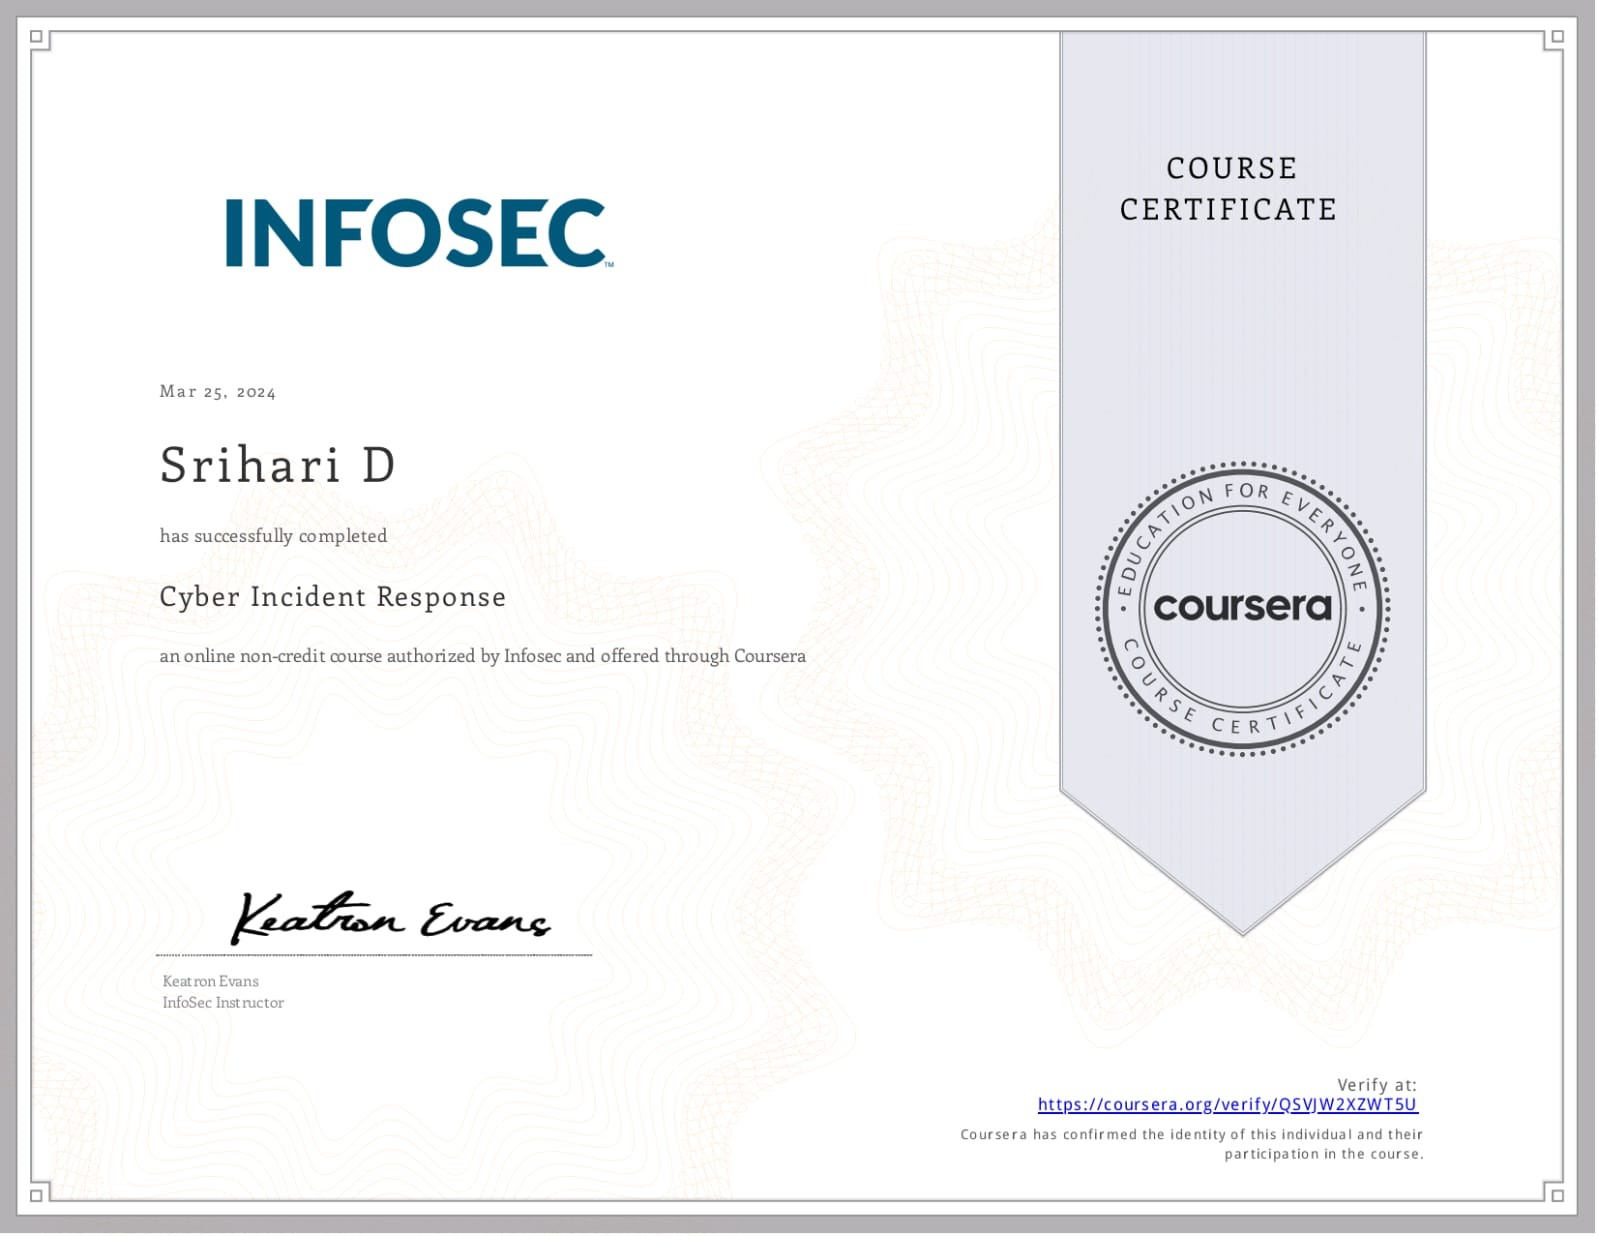 COURSE
CERTIFICATE
INFOSEC™
Mar 25, 2024
Srihari D
has successfully completed
Cyber Incident Response
an online non-credit course authorized by Infosec and offered through Coursera
EDUCATION FOR EVERYONE
coursera
COURSE CERTIFICATE
Keatron Evans
Keatron Evans
InfoSec Instructor
Verify at:
https://coursera.org/verify/QSVJW2XZWT5U
Coursera has confirmed the identity of this individual and their
participation in the course.